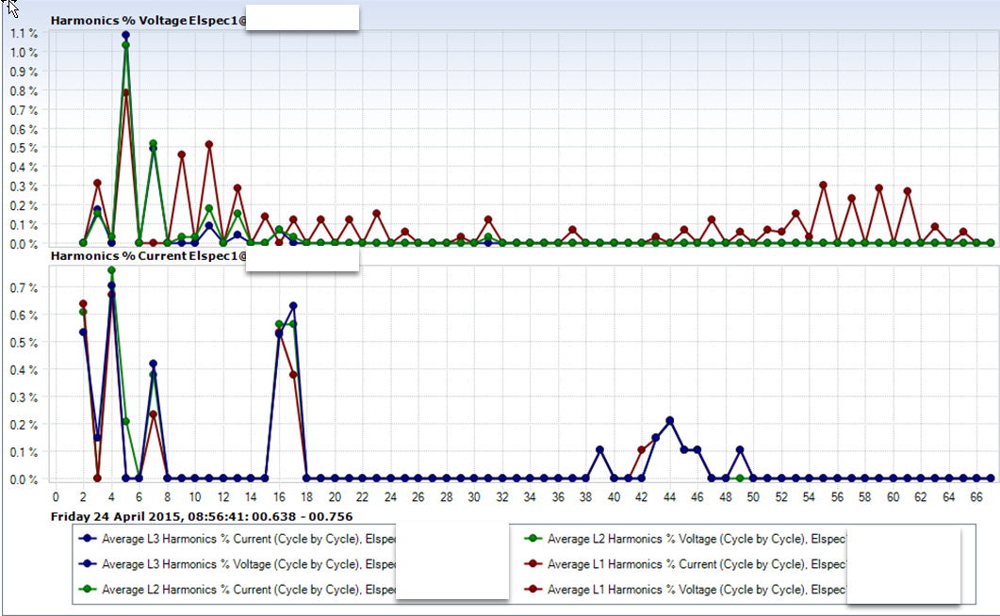 Harmonics % Voltage Elspec1@
1.1 %
1.0 %
0.9 %
0.8 %
0.7 %
0.6 %
0.5 %
0.4 %
0.3 %
0.2 %
0.1 %
0.0 %
Harmonics % Current Elspec1@
0.7 %
0.6 %
0.5 %
0.4 %
0.3 %
0.2 %
0.1 %
0.0 %
0 2 4 6 8 10 12 14 16 18 20 22 24 26 28 30 32 34 36 38 40 42 44 46 48 50 52 54 56 58 60 62 64 66
Friday 24 April 2015, 08:56:41: 00.638 - 00.756
Average L3 Harmonics % Current (Cycle by Cycle), Elspec
Average L2 Harmonics % Voltage (Cycle by Cycle), Elspec
Average L3 Harmonics % Voltage (Cycle by Cycle), Elspec
Average L1 Harmonics % Current (Cycle by Cycle), Elspec
Average L2 Harmonics % Current (Cycle by Cycle), Elspec
Average L1 Harmonics % Voltage (Cycle by Cycle), Elspec